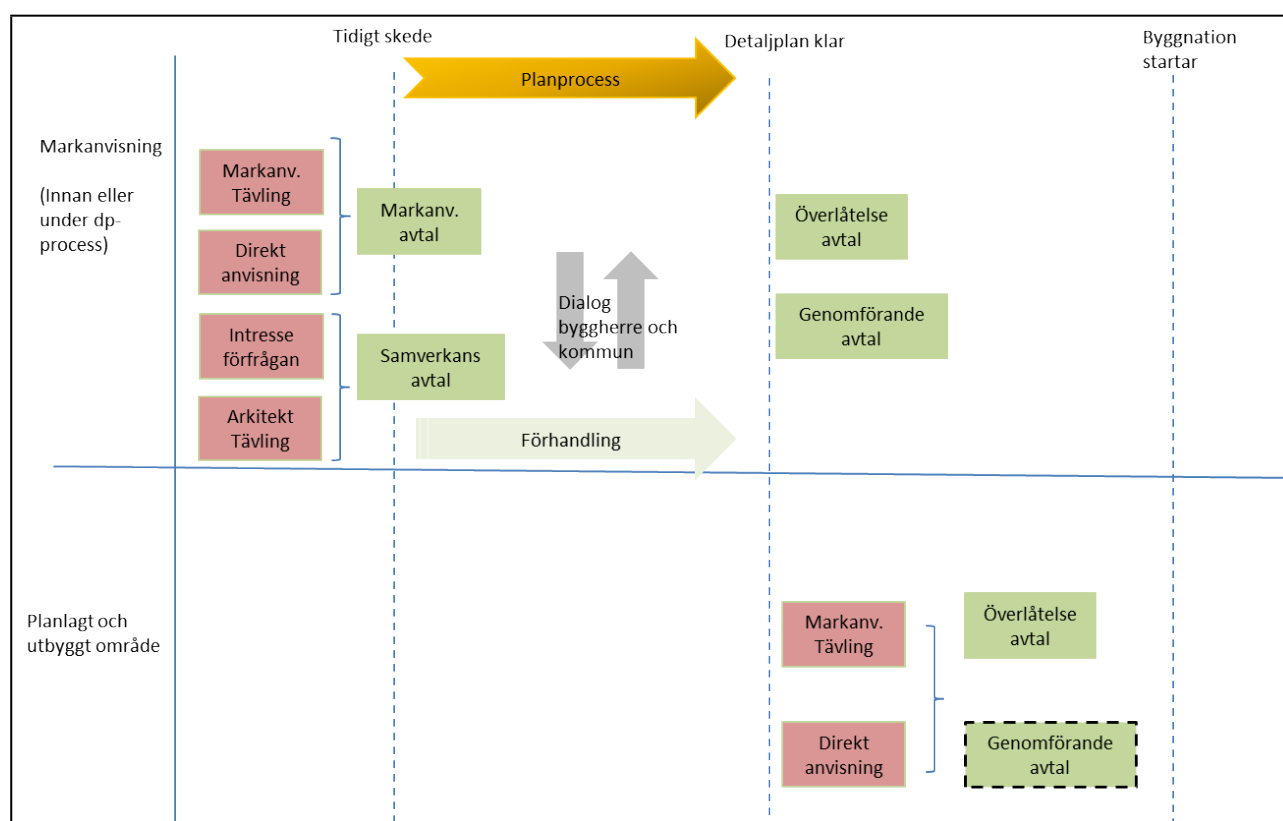 Tidigt skede
Detaljplan klar
Byggnation
startar
Planprocess
Markanvisning
(Innan eller
under dp-
process)
Markanv.
Tävling
Direkt
anvisning
Markanv.
avtal
Intresse
förfrågan
Arkitekt
Tävling
Samverkans
avtal
Dialog
byggherre och
kommun
Förhandling
Överlåtelse
avtal
Genomförande
avtal
Planlagt och
utbyggt område
Markanv.
Tävling
Direkt
anvisning
Överlåtelse
avtal
Genomförande
avtal